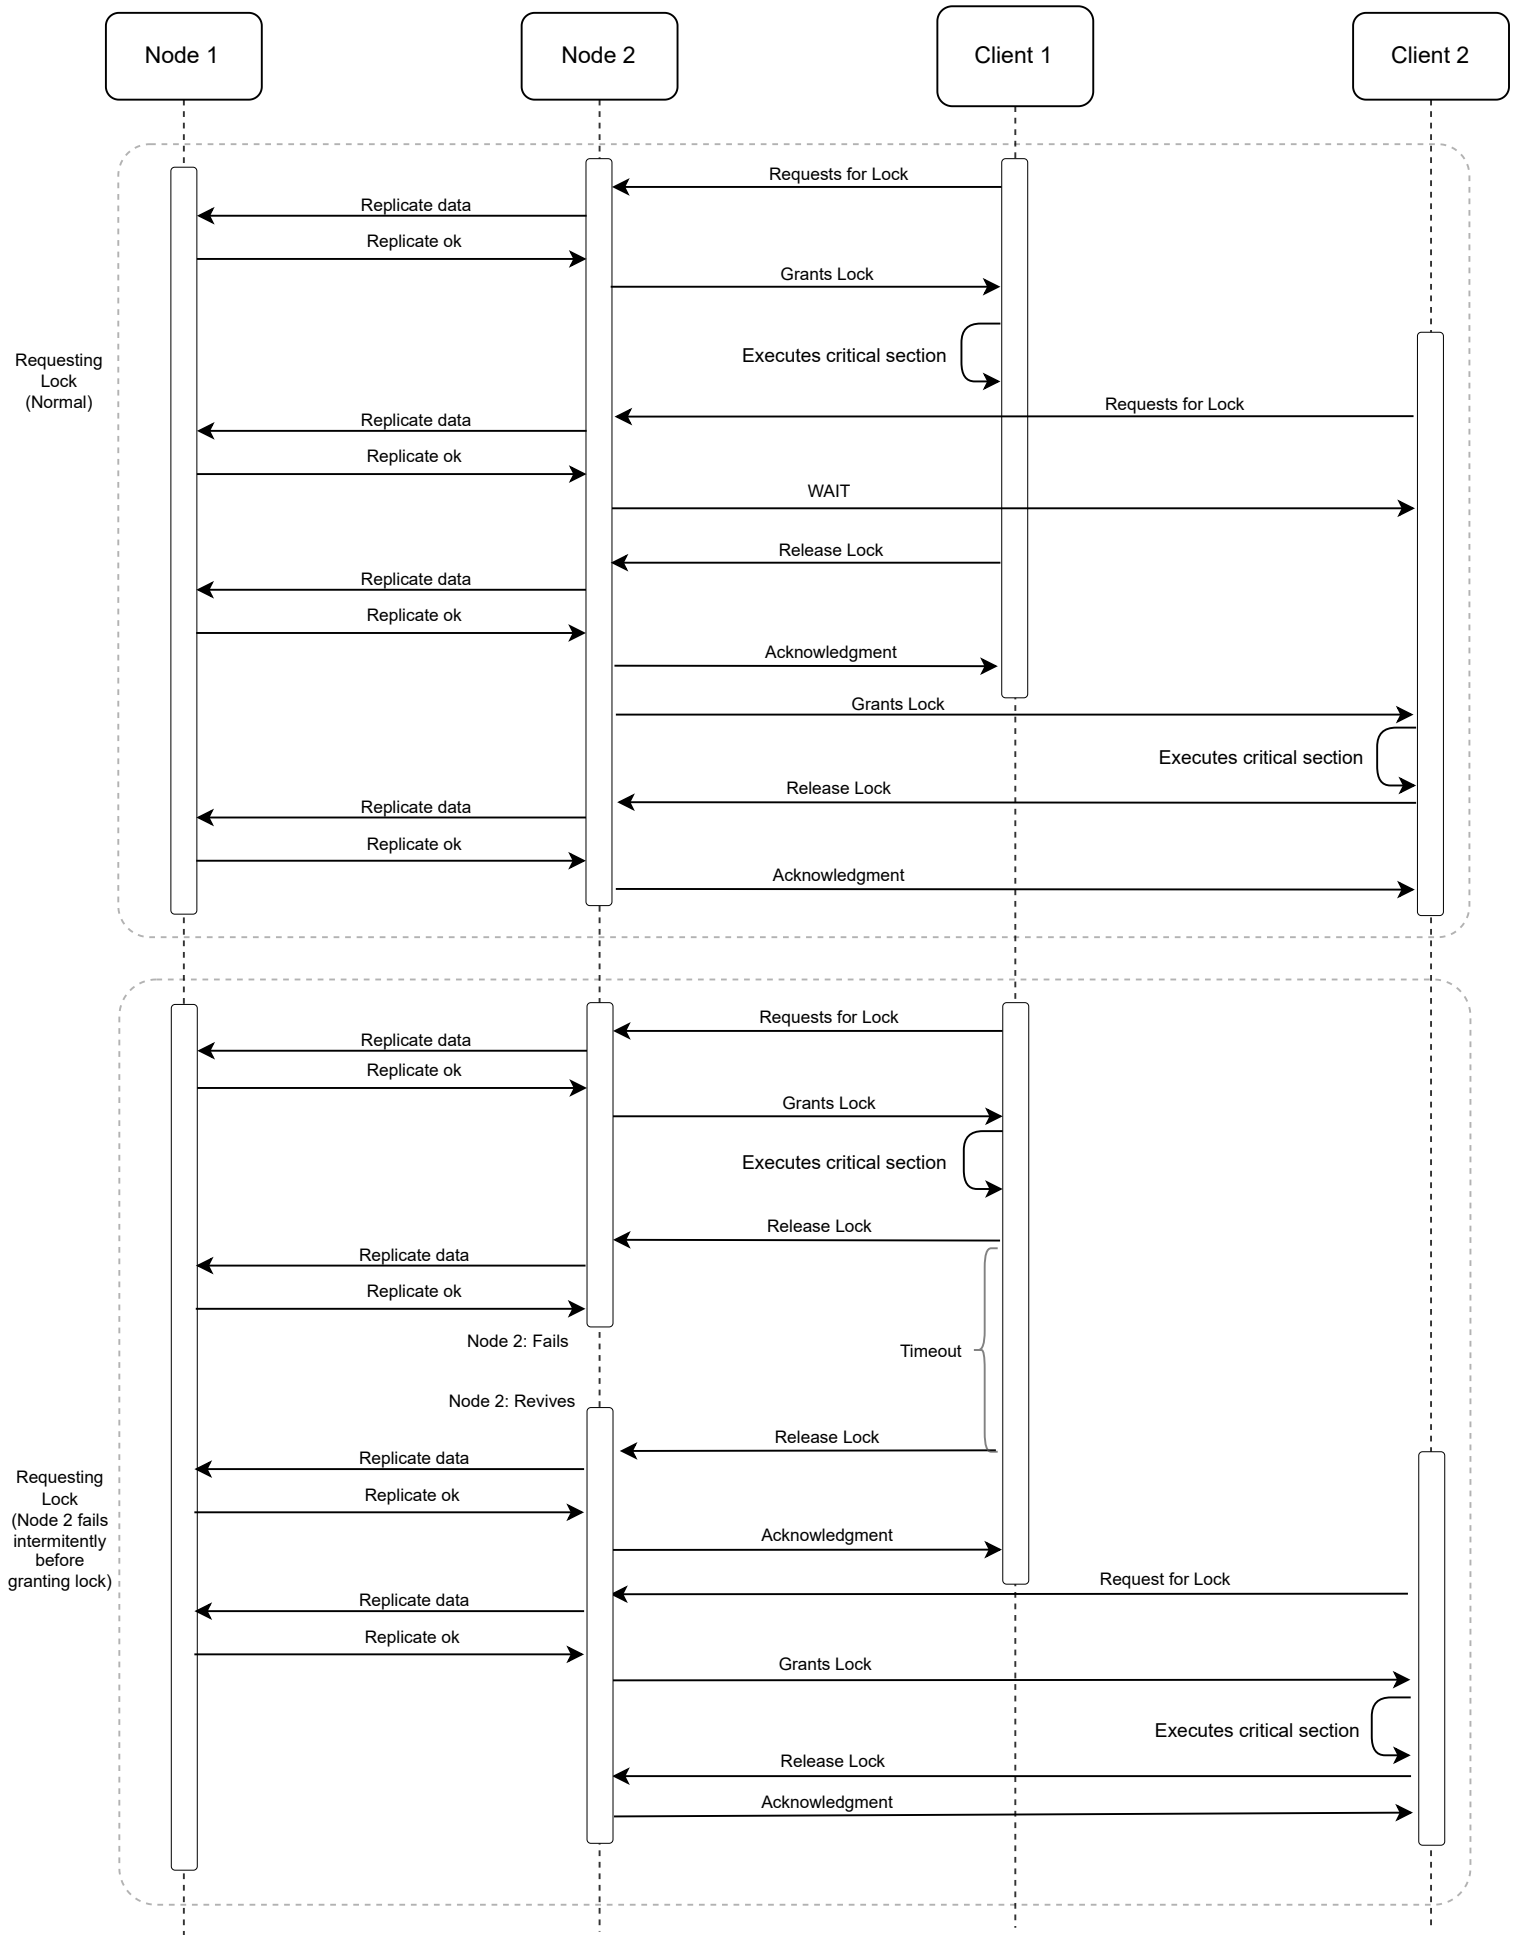 Node 1
Node 2
Client 1
Client 2
Requests for Lock
Replicate data
Replicate ok
Grants Lock
Executes critical section
Requesting
Lock
(Normal)
Requests for Lock
Replicate data
Replicate ok
WAIT
Release Lock
Replicate data
Replicate ok
Acknowledgment
Grants Lock
Executes critical section
Release Lock
Replicate data
Replicate ok
Acknowledgment
Requests for Lock
Replicate data
Replicate ok
Grants Lock
Executes critical section
Release Lock
Replicate data
Replicate ok
Node 2: Fails
Timeout
Node 2: Revives
Release Lock
Replicate data
Replicate ok
Requesting
Lock
(Node 2 fails
intermitently
before
granting lock)
Acknowledgment
Request for Lock
Replicate data
Replicate ok
Grants Lock
Executes critical section
Release Lock
Acknowledgment